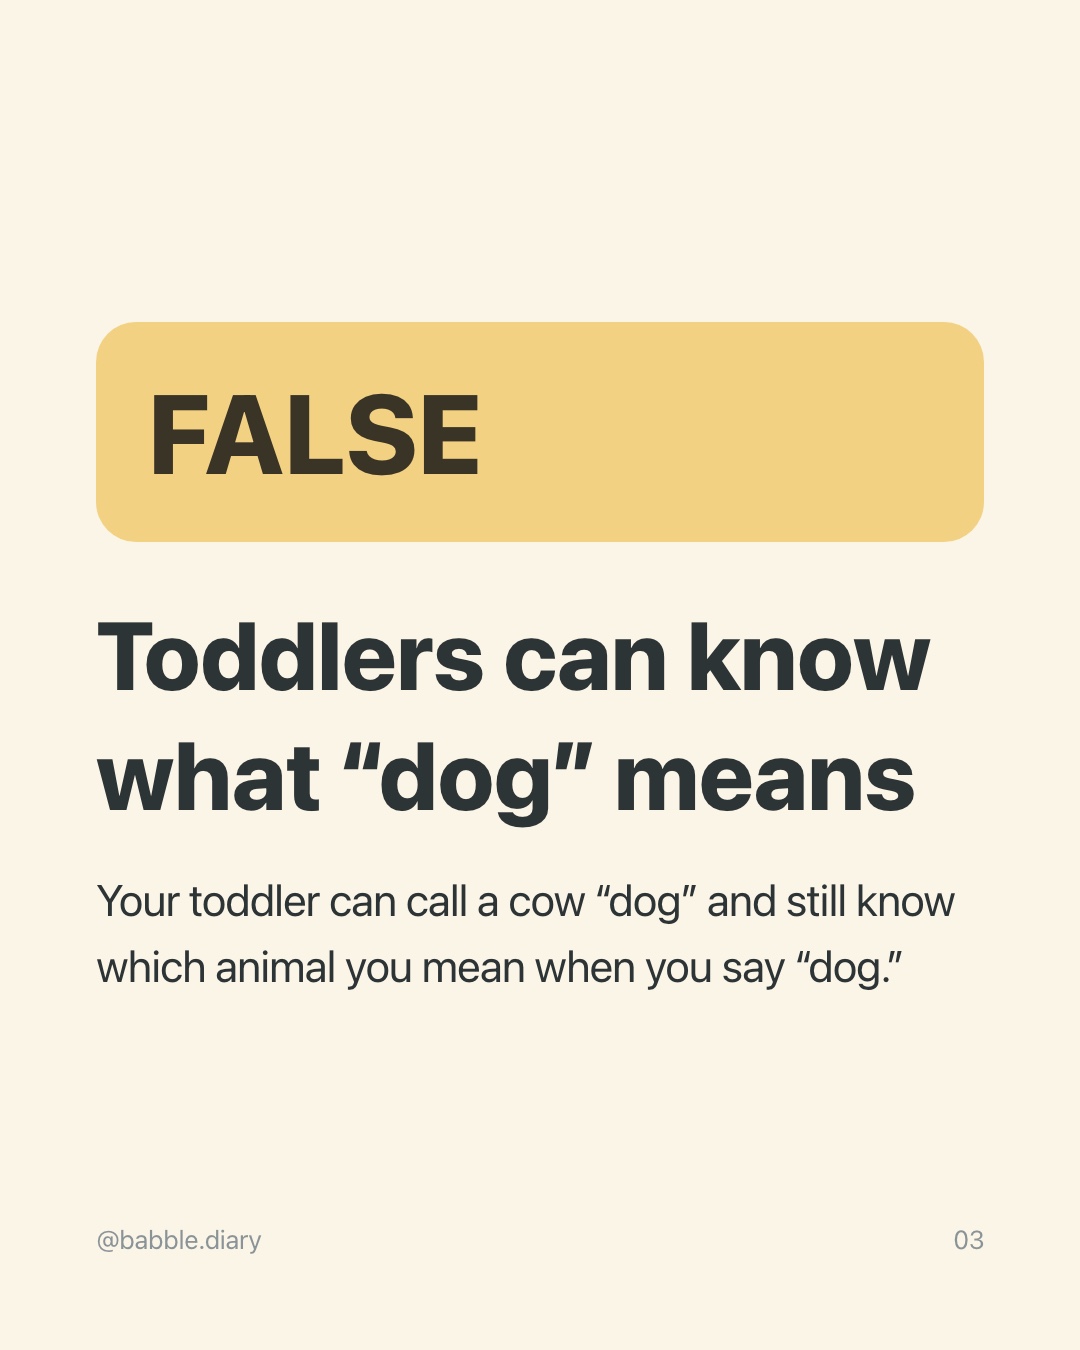 FALSE
Toddlers can know
what “dog” means
Your toddler can call a cow “dog” and still know
which animal you mean when you say “dog.”
@babble.diary
03